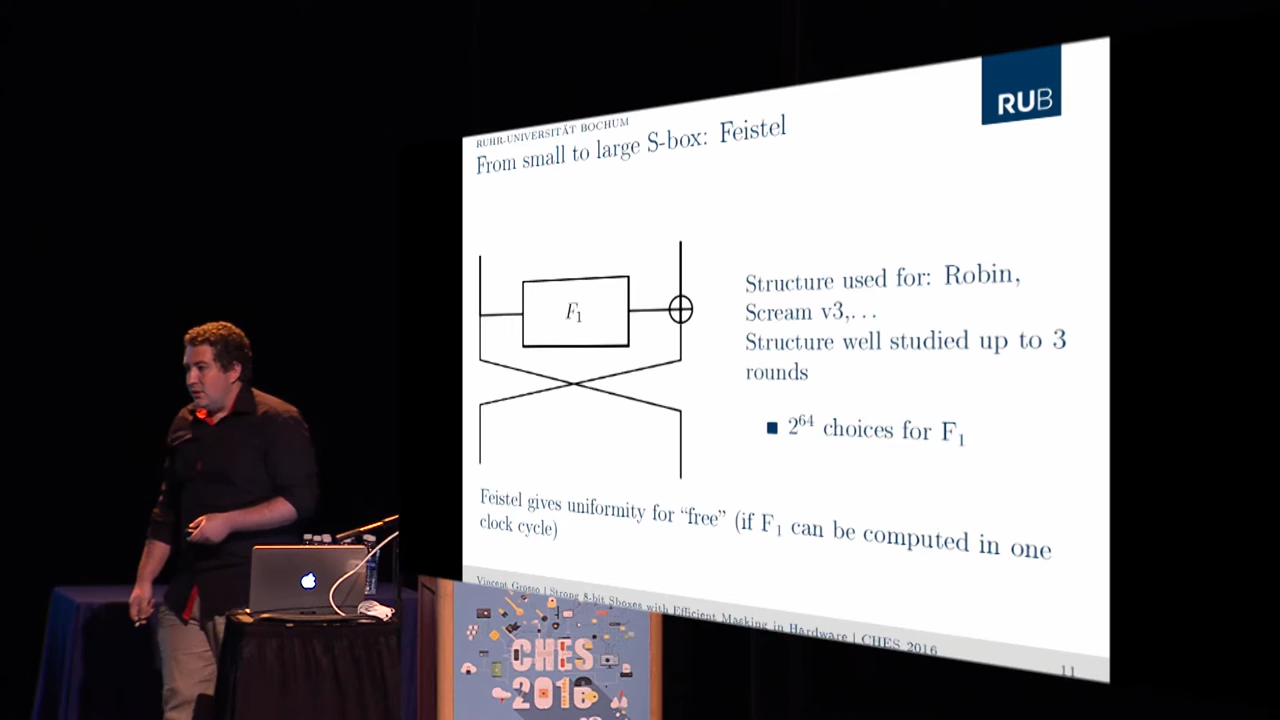 RUHR-UNIVERSITÄT BOCHUM
RUB
From small to large S-box: Feistel
F₁
Structure used for: Robin,
Scream v3,...
Structure well studied up to 3
rounds
■ 2⁶⁴ choices for F₁
Feistel gives uniformity for “free” (if F₁ can be computed in one
clock cycle)
Vincent Grosso | Strong 8-bit Sboxes with Efficient Masking in Hardware | CHES 2016
11
CHES
2016